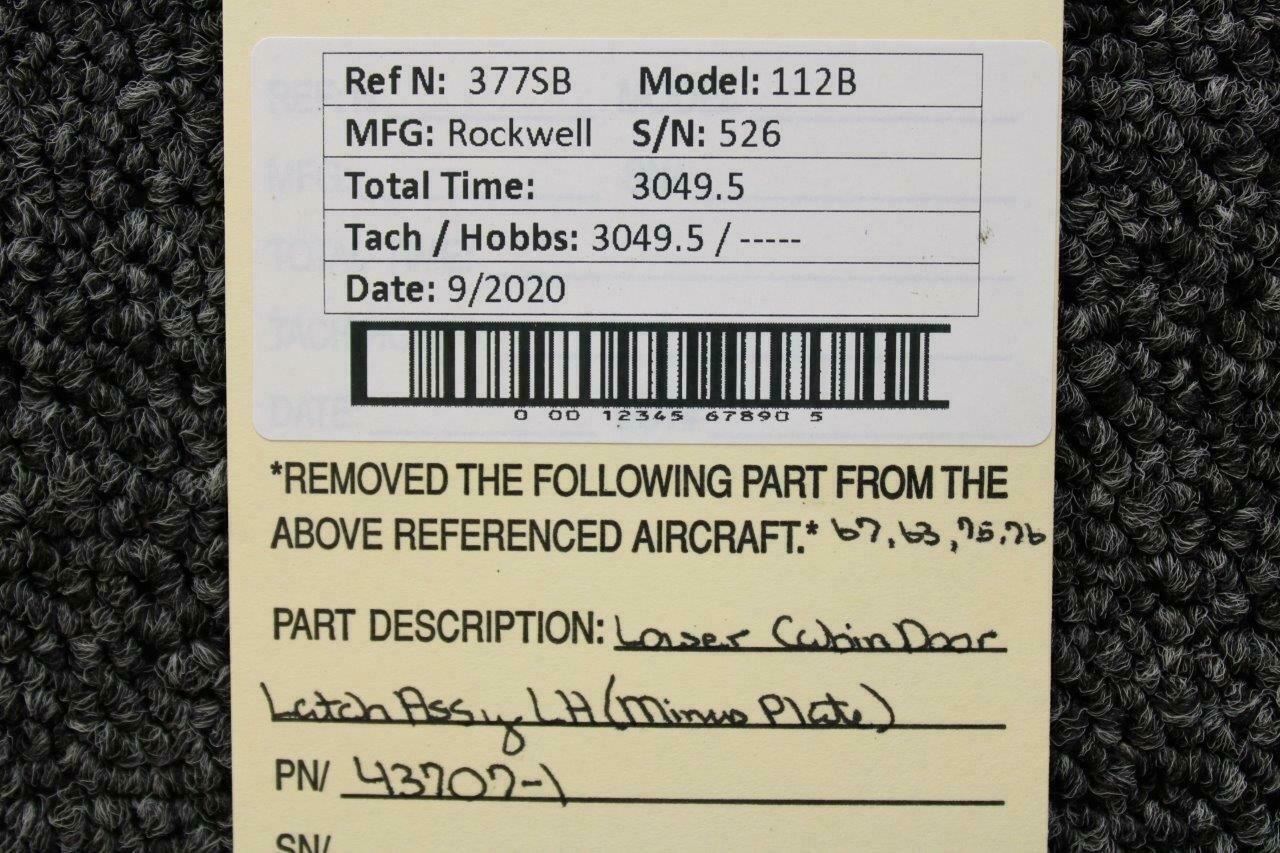 Ref N: 377SB Model: 112B
MFG: Rockwell S/N: 526
Total Time: 3049.5
Tach / Hobbs: 3049.5 / -----
Date: 9/2020
0 00 12345 67890 5
*REMOVED THE FOLLOWING PART FROM THE
ABOVE REFERENCED AIRCRAFT.* 67, 63, 75, 76
PART DESCRIPTION: Lower Cabin Door
Latch Assy LH (Minus Plate)
PN/ 43707-1
SN/